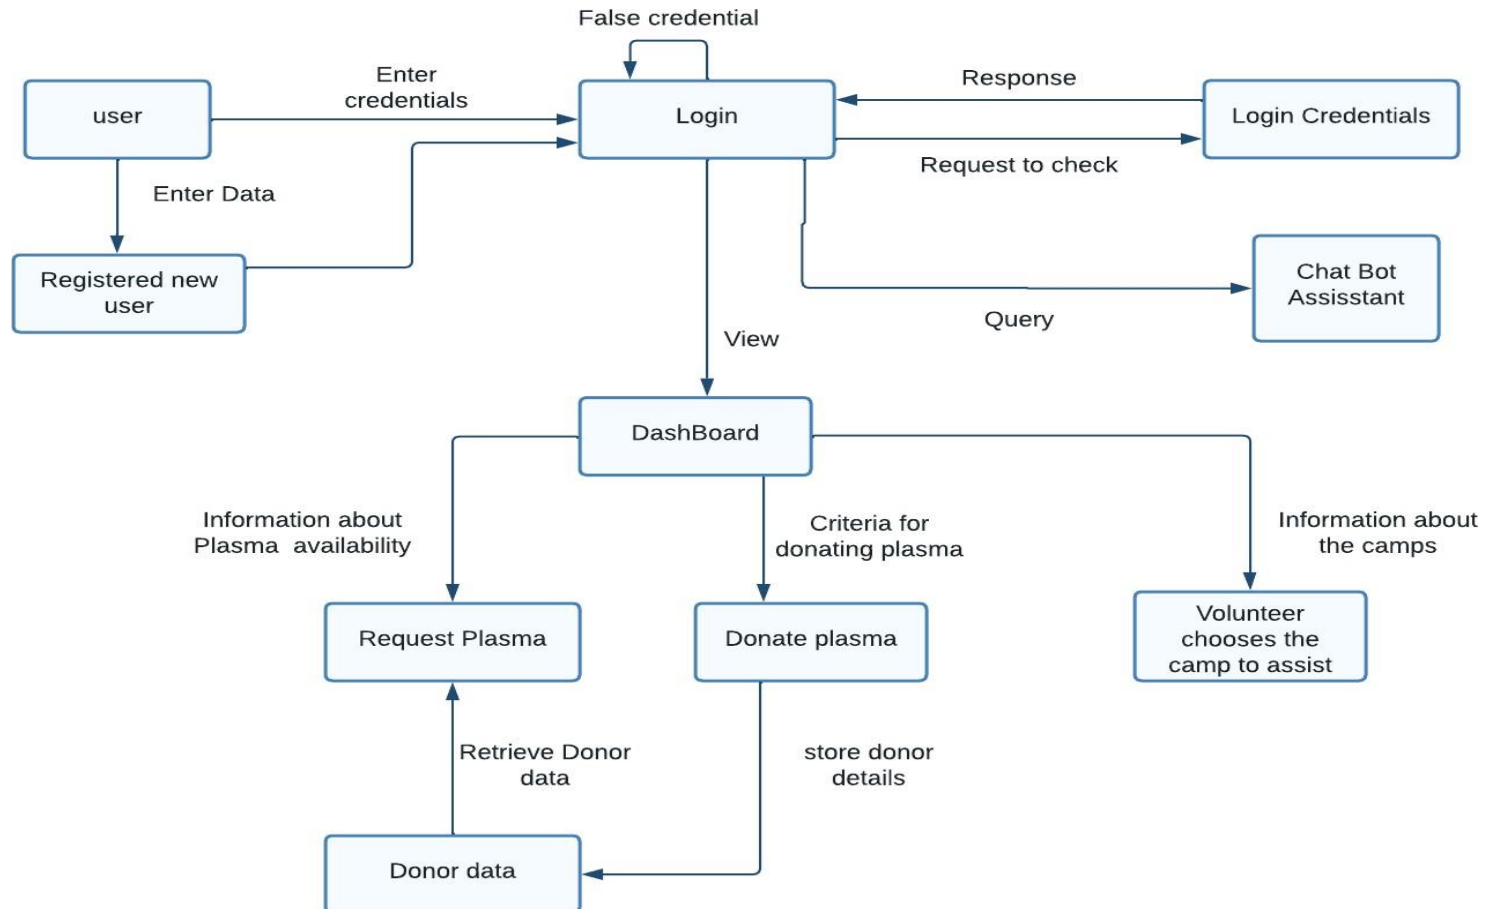 False credential
Enter
credentials
user
Login
Response
Login Credentials
Request to check
Enter Data
Registered new
user
Chat Bot
Assisstant
Query
View
DashBoard
Information about
Plasma availability
Criteria for
donating plasma
Information about
the camps
Request Plasma
Donate plasma
Volunteer
chooses the
camp to assist
Retrieve Donor
data
store donor
details
Donor data